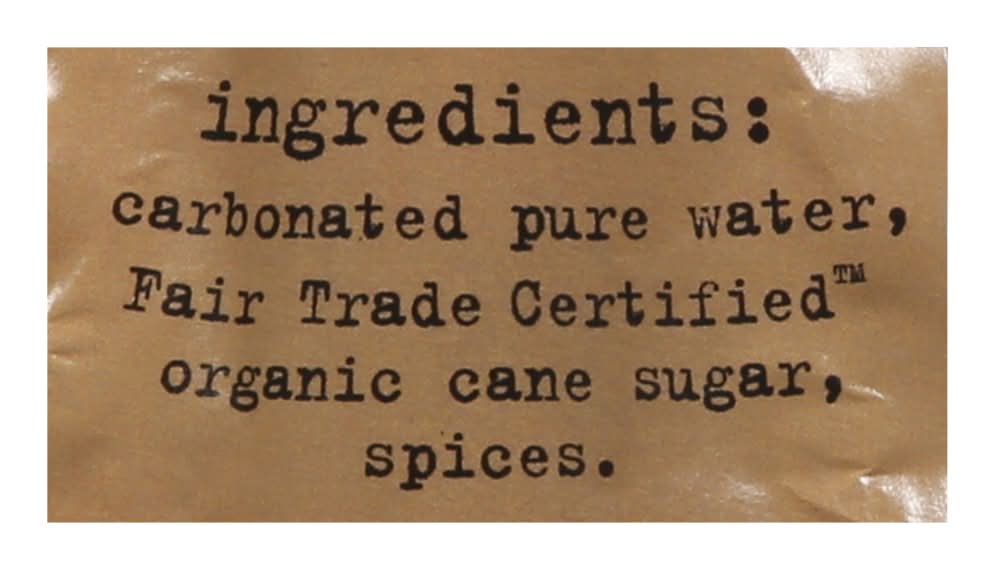 ingredients:
carbonated pure water,
Fair Trade Certified™
organic cane sugar,
spices.